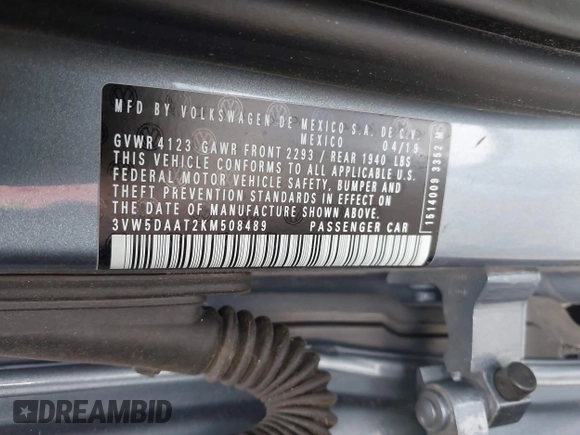 MFD BY VOLKSWAGEN DE MEXICO S.A. DE C.V.
MEXICO 04/18
GVWR 4123 GAWR FRONT 2293 / REAR 1940 LBS
THIS VEHICLE CONFORMS TO ALL APPLICABLE U.S.
FEDERAL MOTOR VEHICLE SAFETY, BUMPER AND
THEFT PREVENTION STANDARDS IN EFFECT ON
THE DATE OF MANUFACTURE SHOWN ABOVE.
3VW5DAAT2KM508489 PASSENGER CAR
1514009 3352 M
DREAMBID